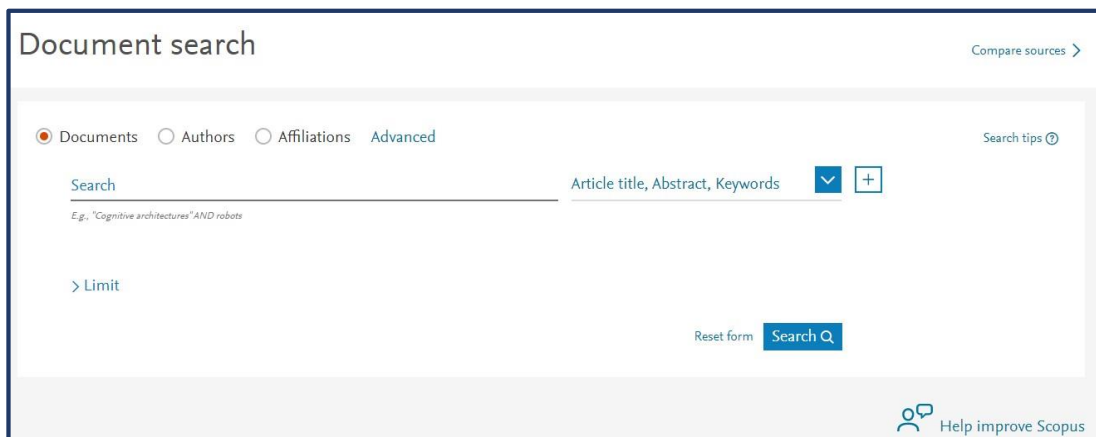 Document search
Compare sources
Documents Authors Affiliations Advanced Search tips
Search Article title, Abstract, Keywords
E.g., "Cognitive architectures" AND robots
Limit
Reset form Search
Help improve Scopus